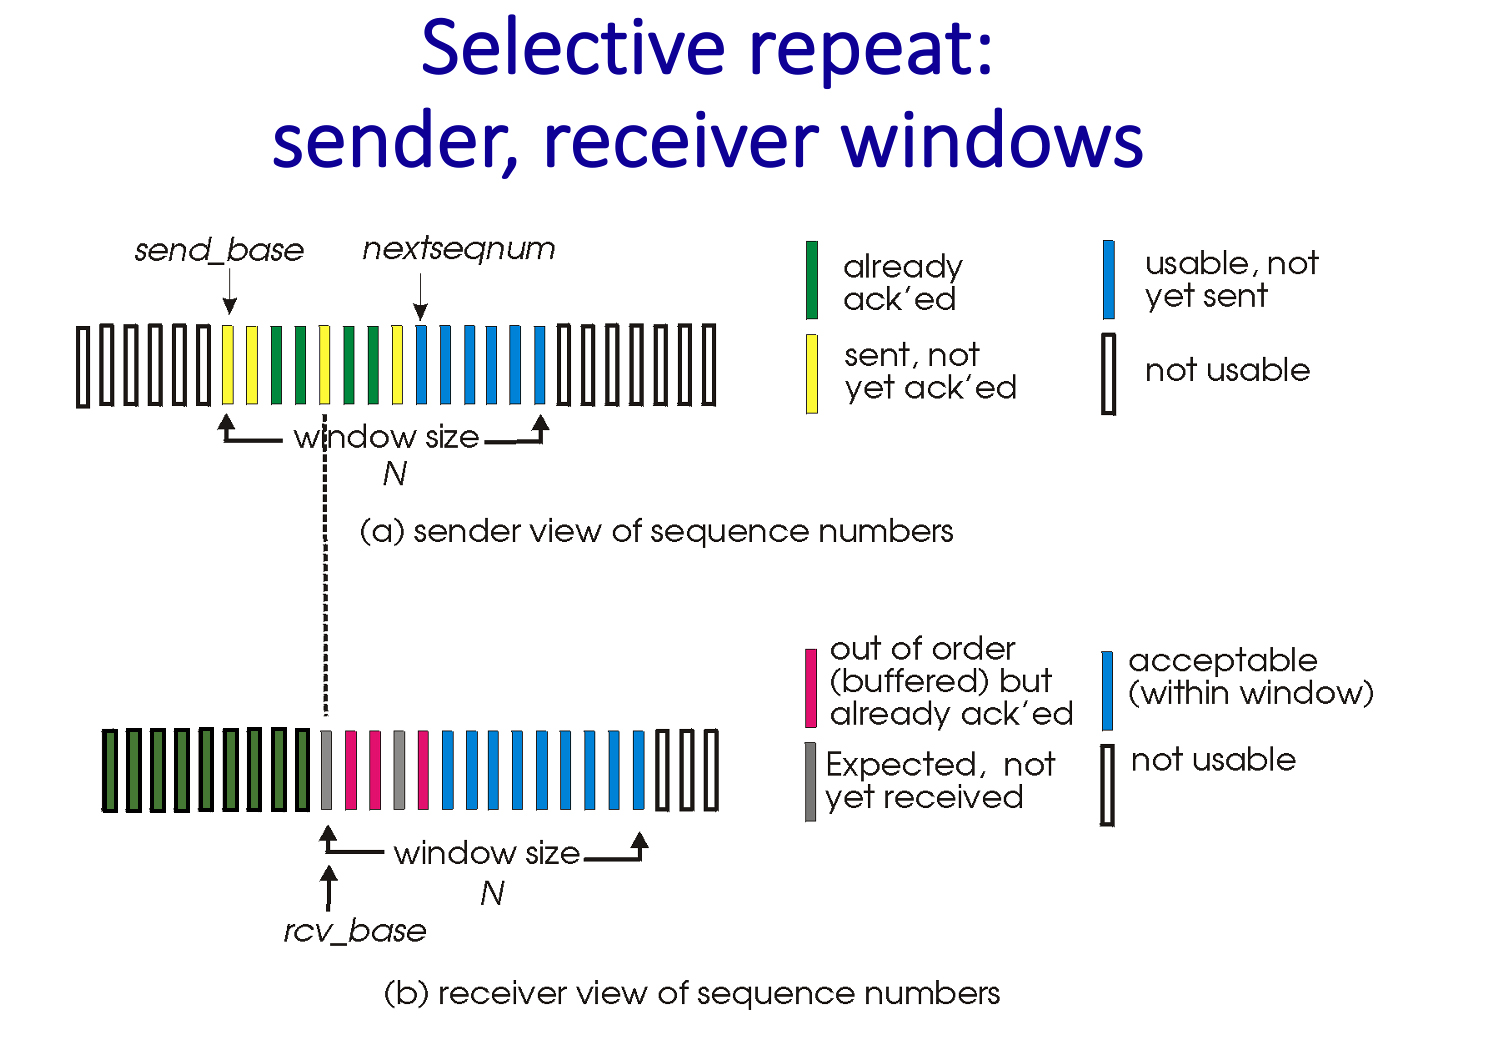 Selective repeat:
sender, receiver windows
send_base
nextseqnum
already
ack'ed
usable, not
yet sent
sent, not
yet ack'ed
not usable
window size
N
(a) sender view of sequence numbers
out of order
(buffered) but
already ack'ed
acceptable
(within window)
Expected, not
yet received
not usable
window size
N
rcv_base
(b) receiver view of sequence numbers